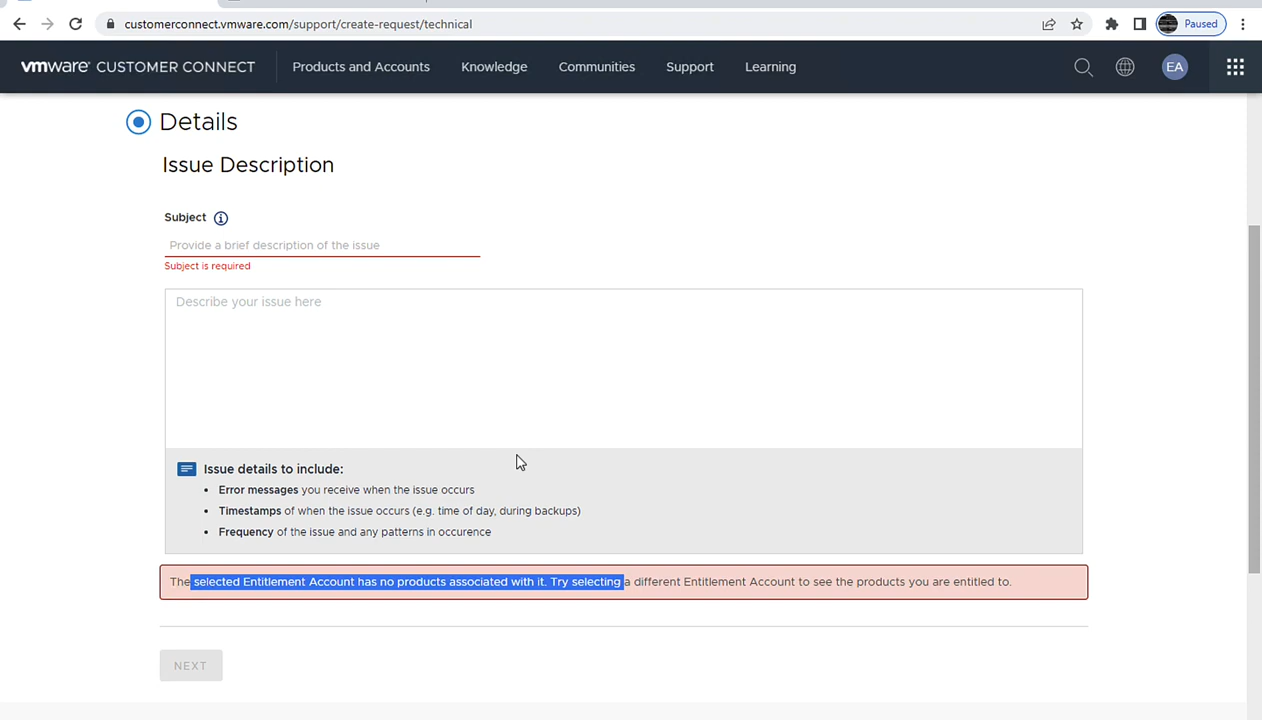 customerconnect.vmware.com/support/create-request/technical
Paused
vmware CUSTOMER CONNECT Products and Accounts Knowledge Communities Support Learning EA
Details
Issue Description
Subject
Provide a brief description of the issue
Subject is required
Describe your issue here
Issue details to include:
• Error messages you receive when the issue occurs
• Timestamps of when the issue occurs (e.g. time of day, during backups)
• Frequency of the issue and any patterns in occurence
The selected Entitlement Account has no products associated with it. Try selecting a different Entitlement Account to see the products you are entitled to.
NEXT